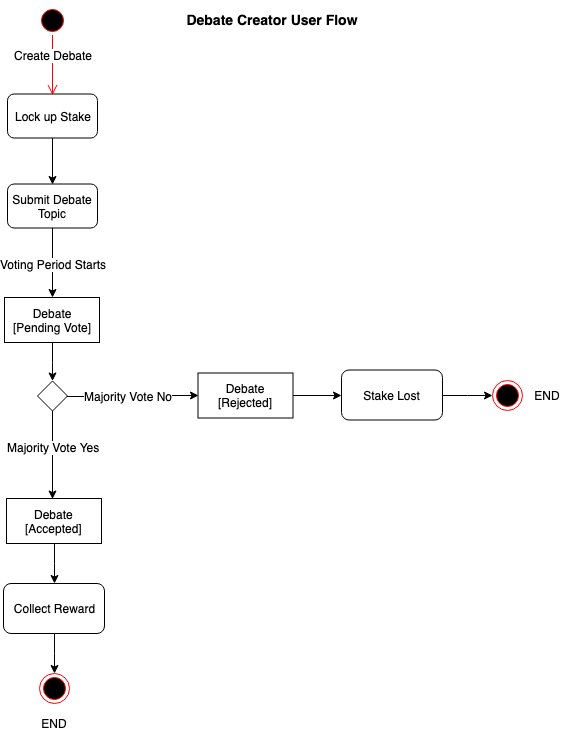 Debate Creator User Flow
Create Debate
Lock up Stake
Submit Debate
Topic
Voting Period Starts
Debate
[Pending Vote]
Majority Vote No
Debate
[Rejected]
Stake Lost
END
Majority Vote Yes
Debate
[Accepted]
Collect Reward
END